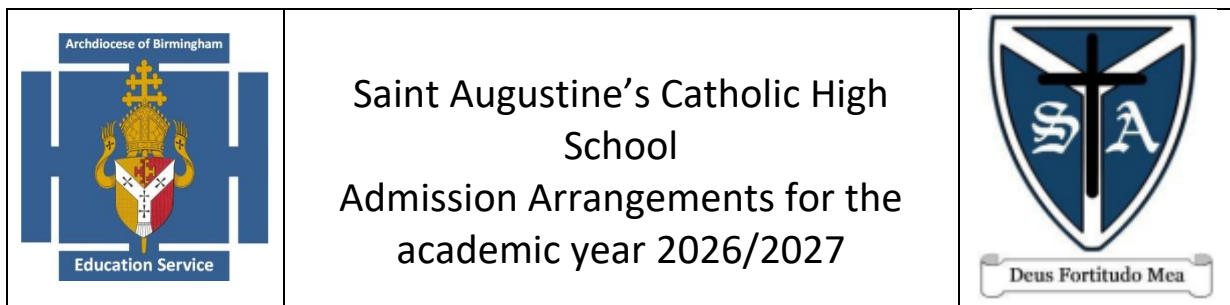 Archdiocese of Birmingham
Education Service
Saint Augustine’s Catholic High
School
Admission Arrangements for the
academic year 2026/2027
S A
Deus Fortitudo Mea